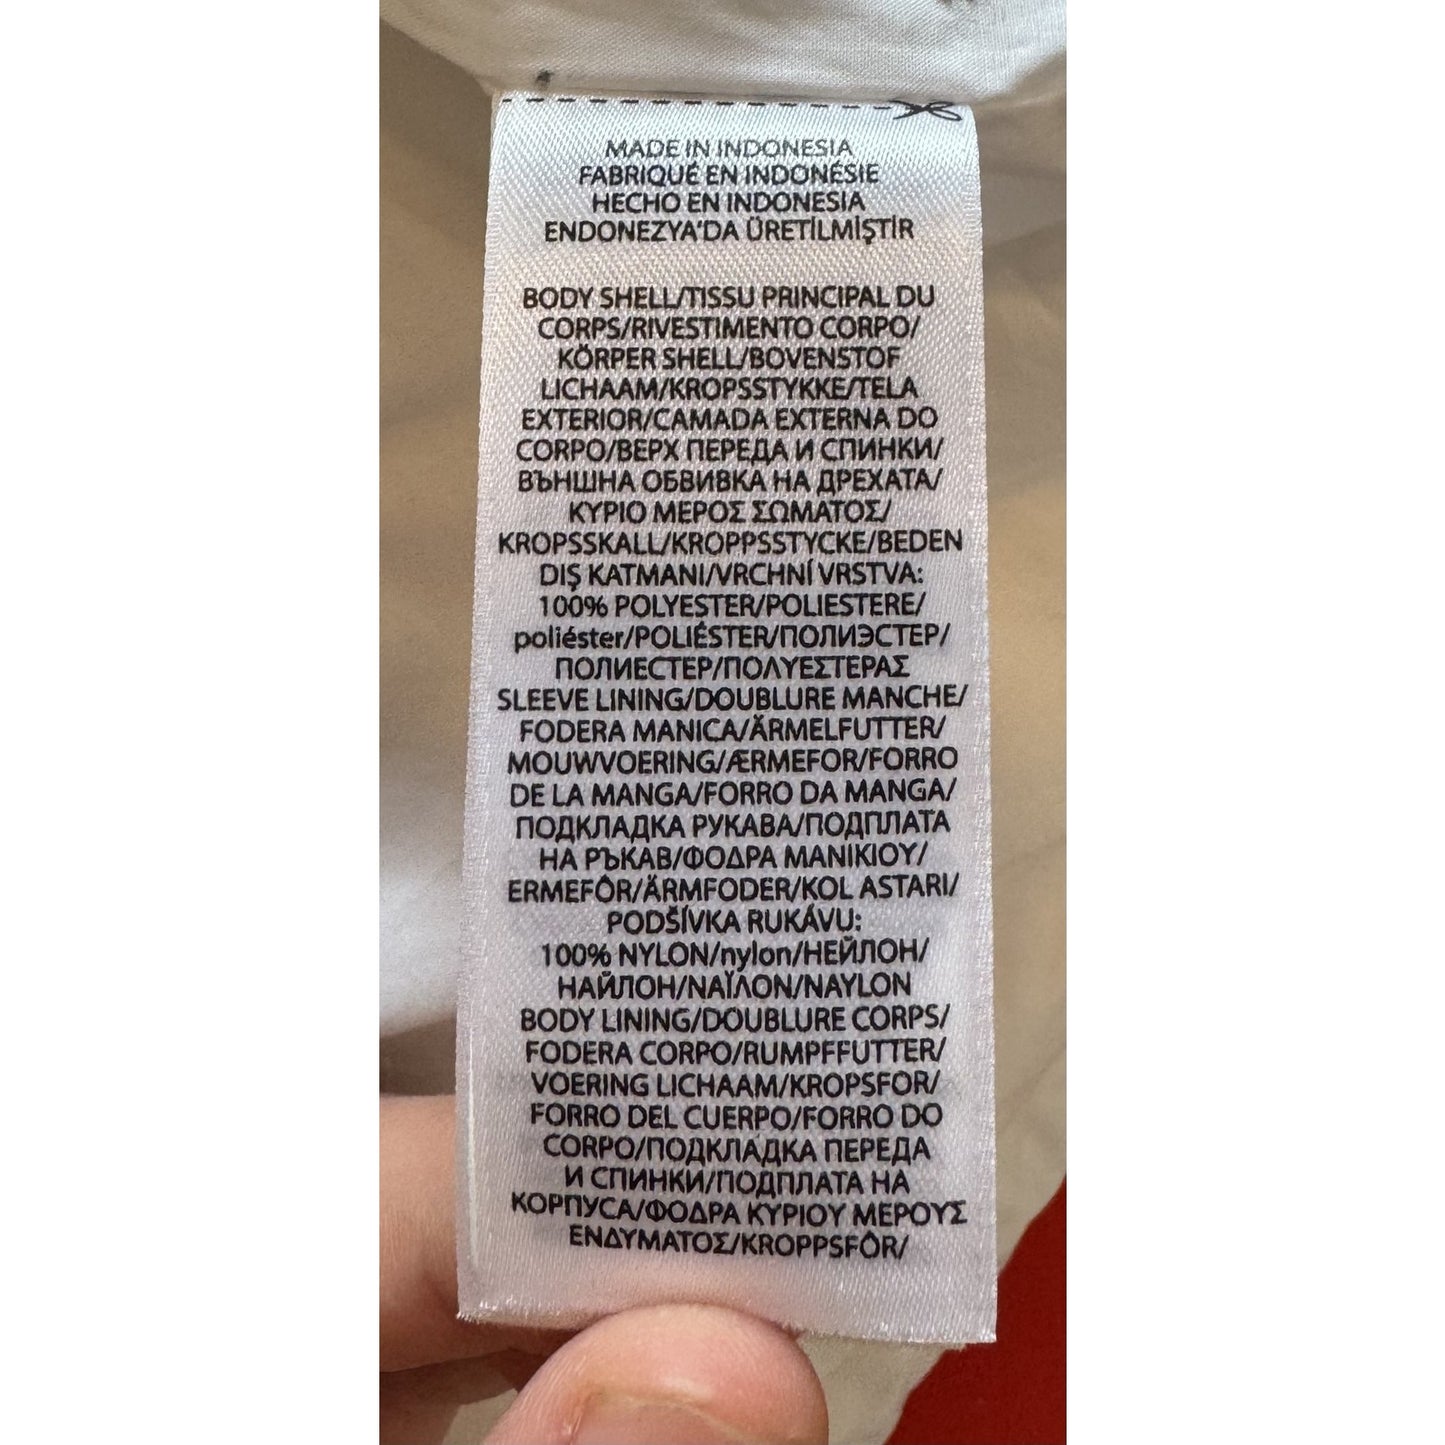 MADE IN INDONESIA
FABRIQUÉ EN INDONÉSIE
HECHO EN INDONESIA
ENDONEZYA'DA ÜRETİLMİŞTİR
BODY SHELL/TISSU PRINCIPAL DU
CORPS/RIVESTIMENTO CORPO/
KÖRPER SHELL/BOVENSTOF
LICHAAM/KROPSSTYKKE/TELA
EXTERIOR/CAMADA EXTERNA DO
CORPO/ВЕРХ ПЕРЕДА И СПИНКИ/
ВЪНШНА ОБВИВКА НА ДРЕХАТА/
ΚΥΡΙΟ ΜΕΡΟΣ ΣΩΜΑΤΟΣ/
KROPSSKALL/KROPPSSTYCKE/BEDEN
DIŞ KATMANI/VRCHNÍ VRSTVA:
100% POLYESTER/POLIESTERE/
poliéster/POLIÉSTER/ПОЛИЭСТЕР/
ПОЛИЕСТЕР/ΠΟΛΥΕΣΤΕΡΑΣ
SLEEVE LINING/DOUBLURE MANCHE/
FODERA MANICA/ÄRMELFUTTER/
MOUWVOERING/ÆRMEFOR/FORRO
DE LA MANGA/FORRO DA MANGA/
ПОДКЛАДКА РУКАВА/ПОДПЛАТА
НА РЪКАВ/ΦΟΔΡΑ ΜΑΝΙΚΙΟΥ/
ERMEFÔR/ÄRMFODER/KOL ASTARI/
PODŠÍVKA RUKÁVU:
100% NYLON/nylon/НЕЙЛОН/
НАЙЛОН/ΝΑΪΛΟΝ/NAYLON
BODY LINING/DOUBLURE CORPS/
FODERA CORPO/RUMPFFUTTER/
VOERING LICHAAM/KROPSFOR/
FORRO DEL CUERPO/FORRO DO
CORPO/ПОДКЛАДКА ПЕРЕДА
И СПИНКИ/ПОДПЛАТА НА
КОРПУСА/ΦΟΔΡΑ ΚΥΡΙΟΥ ΜΕΡΟΥΣ
ΕΝΔΥΜΑΤΟΣ/KROPPSFÔR/